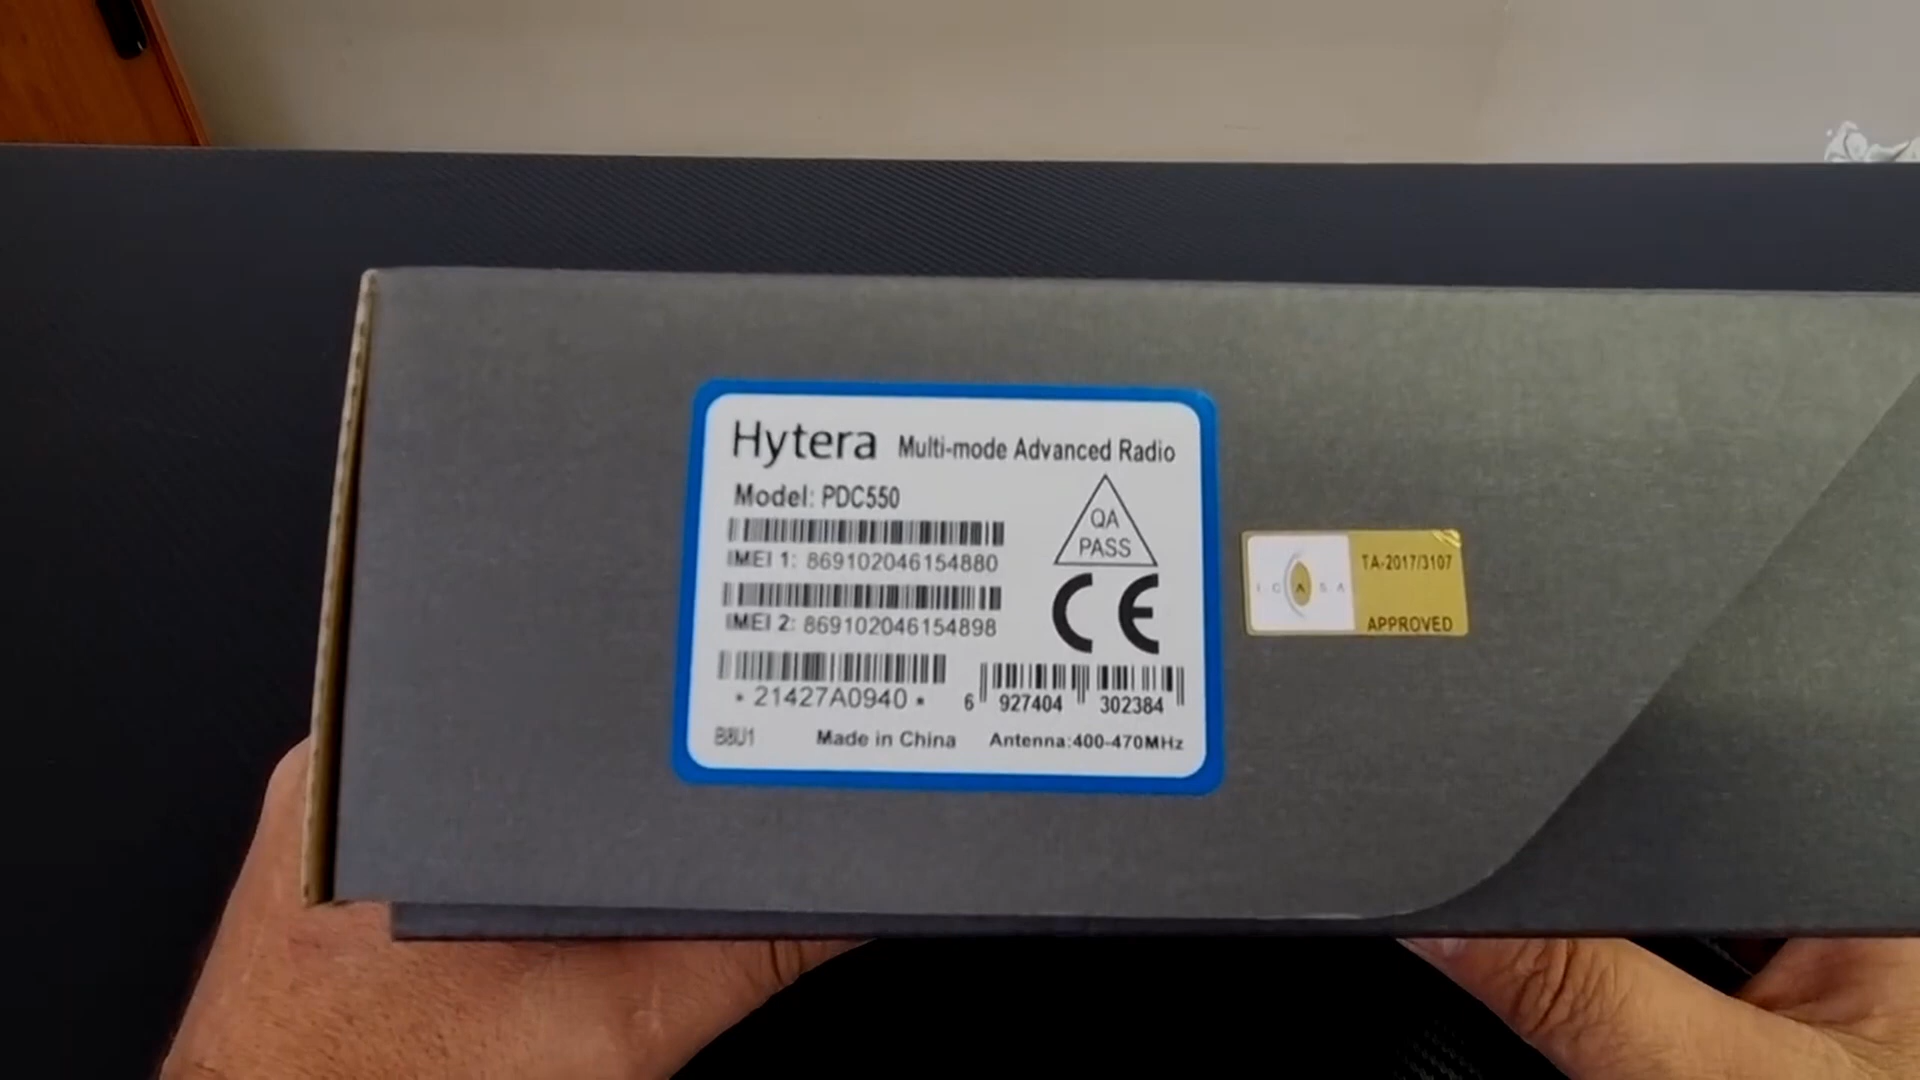 Hytera Multi-mode Advanced Radio
Model: PDC550
QA
PASS
IMEI 1: 869102046154880
IMEI 2: 869102046154898
CE
* 21427A0940 *
6 927404 302384
B8U1 Made in China Antenna:400-470MHz
I C A S A
TA-2017/3107
APPROVED